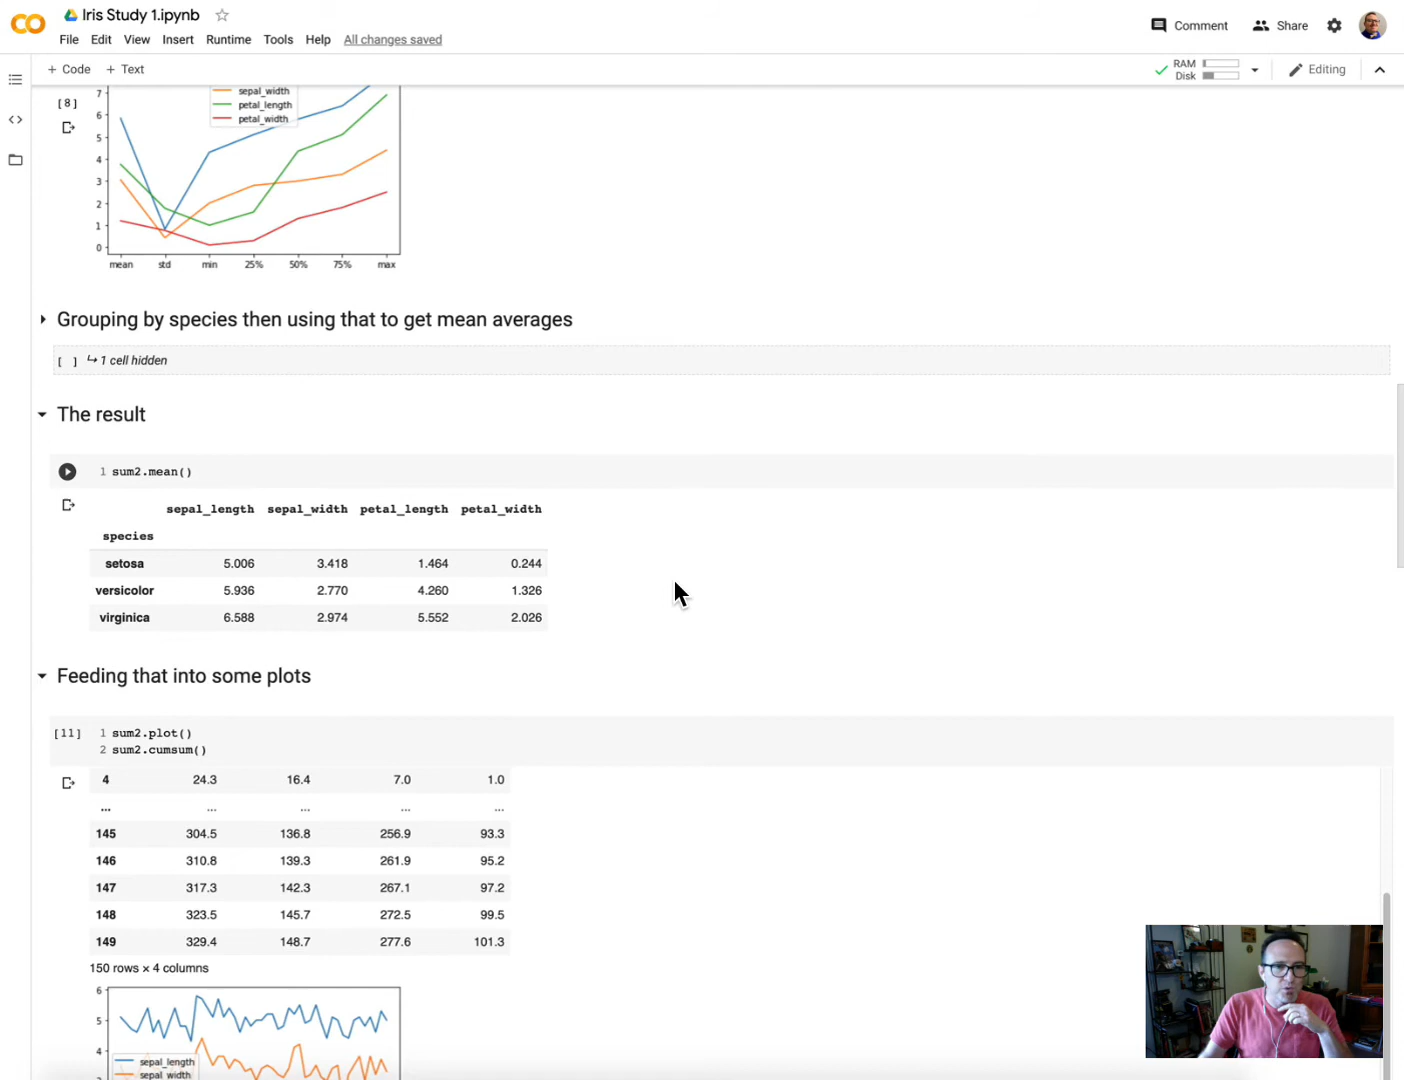 Iris Study 1.ipynb
Comment
Share
File Edit View Insert Runtime Tools Help All changes saved
+ Code + Text
RAM
Disk
Editing
[8]
7
6
5
4
3
2
1
0
sepal_width
petal_length
petal_width
mean std min 25% 50% 75% max
Grouping by species then using that to get mean averages
[ ] ↳ 1 cell hidden
The result
1 sum2.mean()
sepal_length sepal_width petal_length petal_width
species
setosa 5.006 3.418 1.464 0.244
versicolor 5.936 2.770 4.260 1.326
virginica 6.588 2.974 5.552 2.026
Feeding that into some plots
[11] 1 sum2.plot()
2 sum2.cumsum()
4 24.3 16.4 7.0 1.0
... ... ... ... ...
145 304.5 136.8 256.9 93.3
146 310.8 139.3 261.9 95.2
147 317.3 142.3 267.1 97.2
148 323.5 145.7 272.5 99.5
149 329.4 148.7 277.6 101.3
150 rows × 4 columns
6
5
4
3
sepal_length
sepal_width